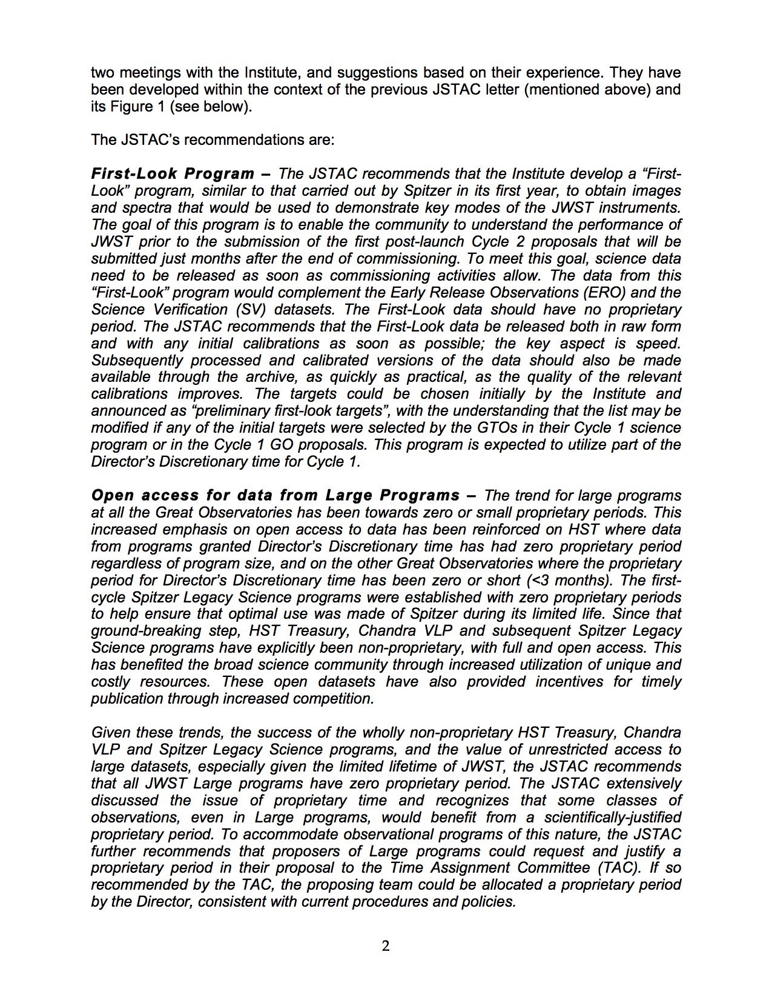 two meetings with the Institute, and suggestions based on their experience. They have
been developed within the context of the previous JSTAC letter (mentioned above) and
its Figure 1 (see below).
The JSTAC’s recommendations are:
First-Look Program – The JSTAC recommends that the Institute develop a “First-
Look” program, similar to that carried out by Spitzer in its first year, to obtain images
and spectra that would be used to demonstrate key modes of the JWST instruments.
The goal of this program is to enable the community to understand the performance of
JWST prior to the submission of the first post-launch Cycle 2 proposals that will be
submitted just months after the end of commissioning. To meet this goal, science data
need to be released as soon as commissioning activities allow. The data from this
“First-Look” program would complement the Early Release Observations (ERO) and the
Science Verification (SV) datasets. The First-Look data should have no proprietary
period. The JSTAC recommends that the First-Look data be released both in raw form
and with any initial calibrations as soon as possible; the key aspect is speed.
Subsequently processed and calibrated versions of the data should also be made
available through the archive, as quickly as practical, as the quality of the relevant
calibrations improves. The targets could be chosen initially by the Institute and
announced as “preliminary first-look targets”, with the understanding that the list may be
modified if any of the initial targets were selected by the GTOs in their Cycle 1 science
program or in the Cycle 1 GO proposals. This program is expected to utilize part of the
Director’s Discretionary time for Cycle 1.
Open access for data from Large Programs – The trend for large programs
at all the Great Observatories has been towards zero or small proprietary periods. This
increased emphasis on open access to data has been reinforced on HST where data
from programs granted Director’s Discretionary time has had zero proprietary period
regardless of program size, and on the other Great Observatories where the proprietary
period for Director’s Discretionary time has been zero or short (<3 months). The first-
cycle Spitzer Legacy Science programs were established with zero proprietary periods
to help ensure that optimal use was made of Spitzer during its limited life. Since that
ground-breaking step, HST Treasury, Chandra VLP and subsequent Spitzer Legacy
Science programs have explicitly been non-proprietary, with full and open access. This
has benefited the broad science community through increased utilization of unique and
costly resources. These open datasets have also provided incentives for timely
publication through increased competition.
Given these trends, the success of the wholly non-proprietary HST Treasury, Chandra
VLP and Spitzer Legacy Science programs, and the value of unrestricted access to
large datasets, especially given the limited lifetime of JWST, the JSTAC recommends
that all JWST Large programs have zero proprietary period. The JSTAC extensively
discussed the issue of proprietary time and recognizes that some classes of
observations, even in Large programs, would benefit from a scientifically-justified
proprietary period. To accommodate observational programs of this nature, the JSTAC
further recommends that proposers of Large programs could request and justify a
proprietary period in their proposal to the Time Assignment Committee (TAC). If so
recommended by the TAC, the proposing team could be allocated a proprietary period
by the Director, consistent with current procedures and policies.
2